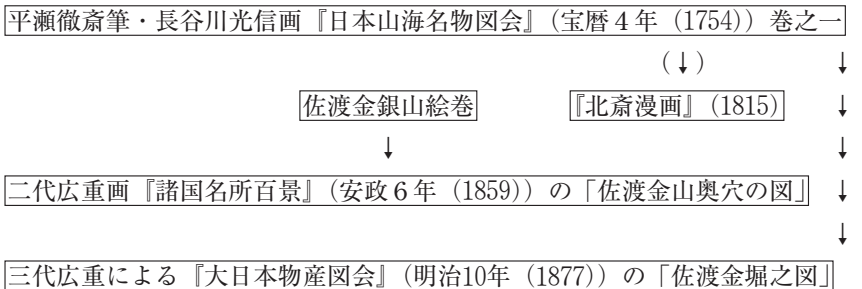 平瀬徹斎筆・長谷川光信画『日本山海名物図会』(宝暦4年(1754))巻之一
(↓) ↓
佐渡金銀山絵巻 『北斎漫画』(1815) ↓
↓ ↓
二代広重画『諸国名所百景』(安政6年(1859))の「佐渡金山奥穴の図」 ↓
↓
三代広重による『大日本物産図会』(明治10年(1877))の「佐渡金堀之図」